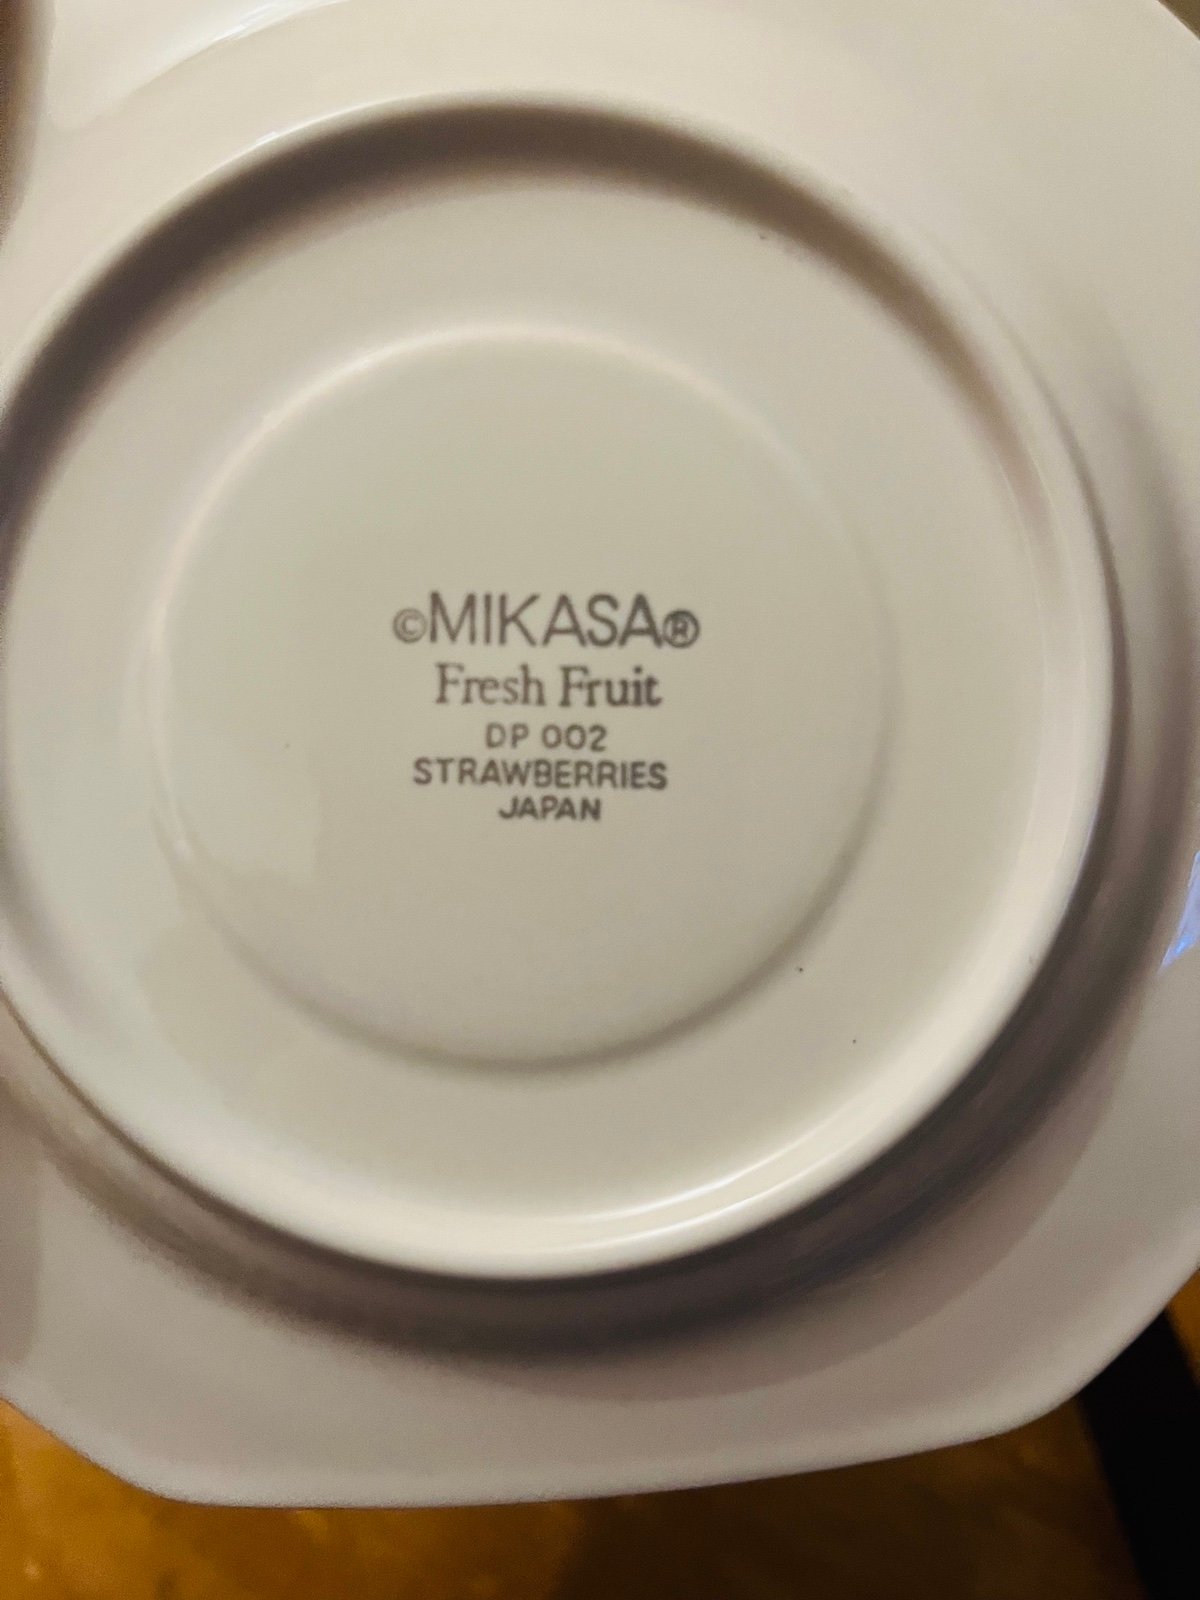 ©MIKASA®
Fresh Fruit
DP 002
STRAWBERRIES
JAPAN